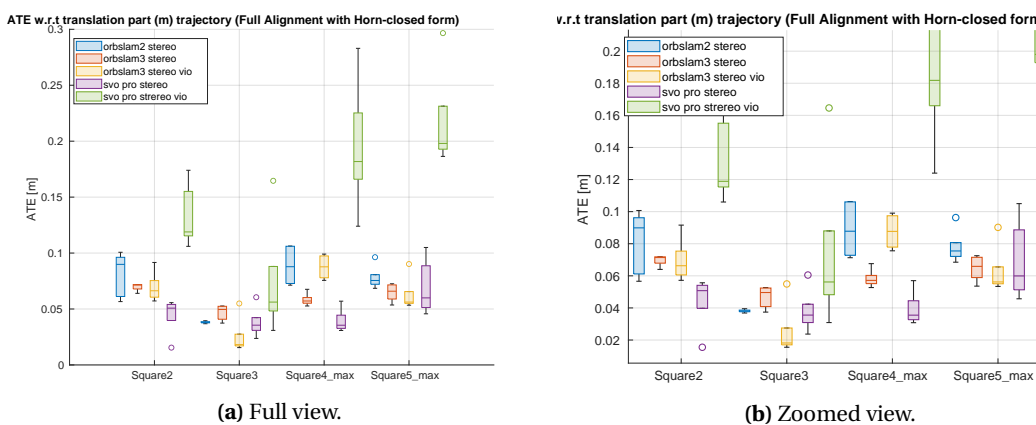 ATE w.r.t translation part (m) trajectory (Full Alignment with Horn-closed form)
0.3
0.25
0.2
0.15
0.1
0.05
0
ATE [m]
orbslam2 stereo
orbslam3 stereo
orbslam3 stereo vio
svo pro stereo
svo pro strereo vio
Square2 Square3 Square4_max Square5_max
(a) Full view.
w.r.t translation part (m) trajectory (Full Alignment with Horn-closed form
0.2
0.16
0.14
0.12
0.1
0.08
0.06
0.04
0.02
ATE [m]
orbslam2 stereo
orbslam3 stereo
orbslam3 stereo vio
svo pro stereo
svo pro strereo vio
Square2 Square3 Square4_max Square5_max
(b) Zoomed view.